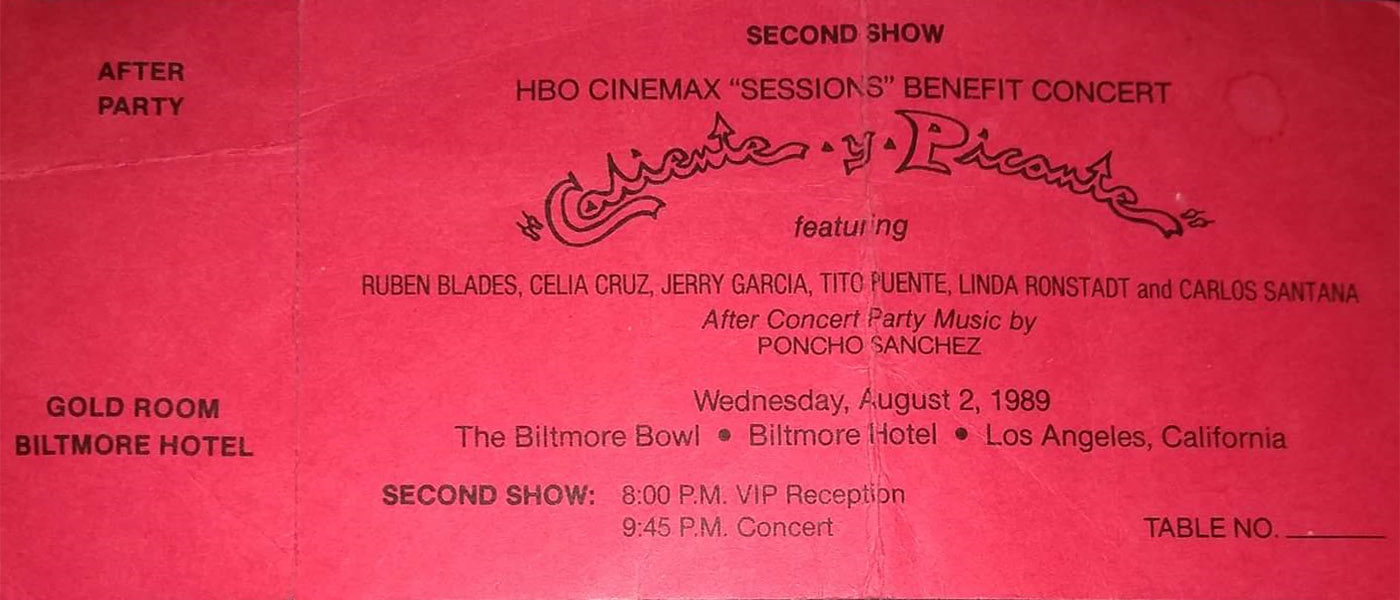 AFTER
PARTY
GOLD ROOM
BILTMORE HOTEL
SECOND SHOW
HBO CINEMAX “SESSIONS” BENEFIT CONCERT
Caliente · y · Picante
featuring
RUBEN BLADES, CELIA CRUZ, JERRY GARCIA, TITO PUENTE, LINDA RONSTADT and CARLOS SANTANA
After Concert Party Music by
PONCHO SANCHEZ
Wednesday, August 2, 1989
The Biltmore Bowl • Biltmore Hotel • Los Angeles, California
SECOND SHOW: 8:00 P.M. VIP Reception
9:45 P.M. Concert
TABLE NO. ________